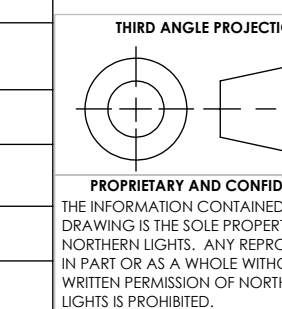 THIRD ANGLE PROJECTI
PROPRIETARY AND CONFID
THE INFORMATION CONTAINED
DRAWING IS THE SOLE PROPERT
NORTHERN LIGHTS. ANY REPRO
IN PART OR AS A WHOLE WITHO
WRITTEN PERMISSION OF NORTH
LIGHTS IS PROHIBITED.